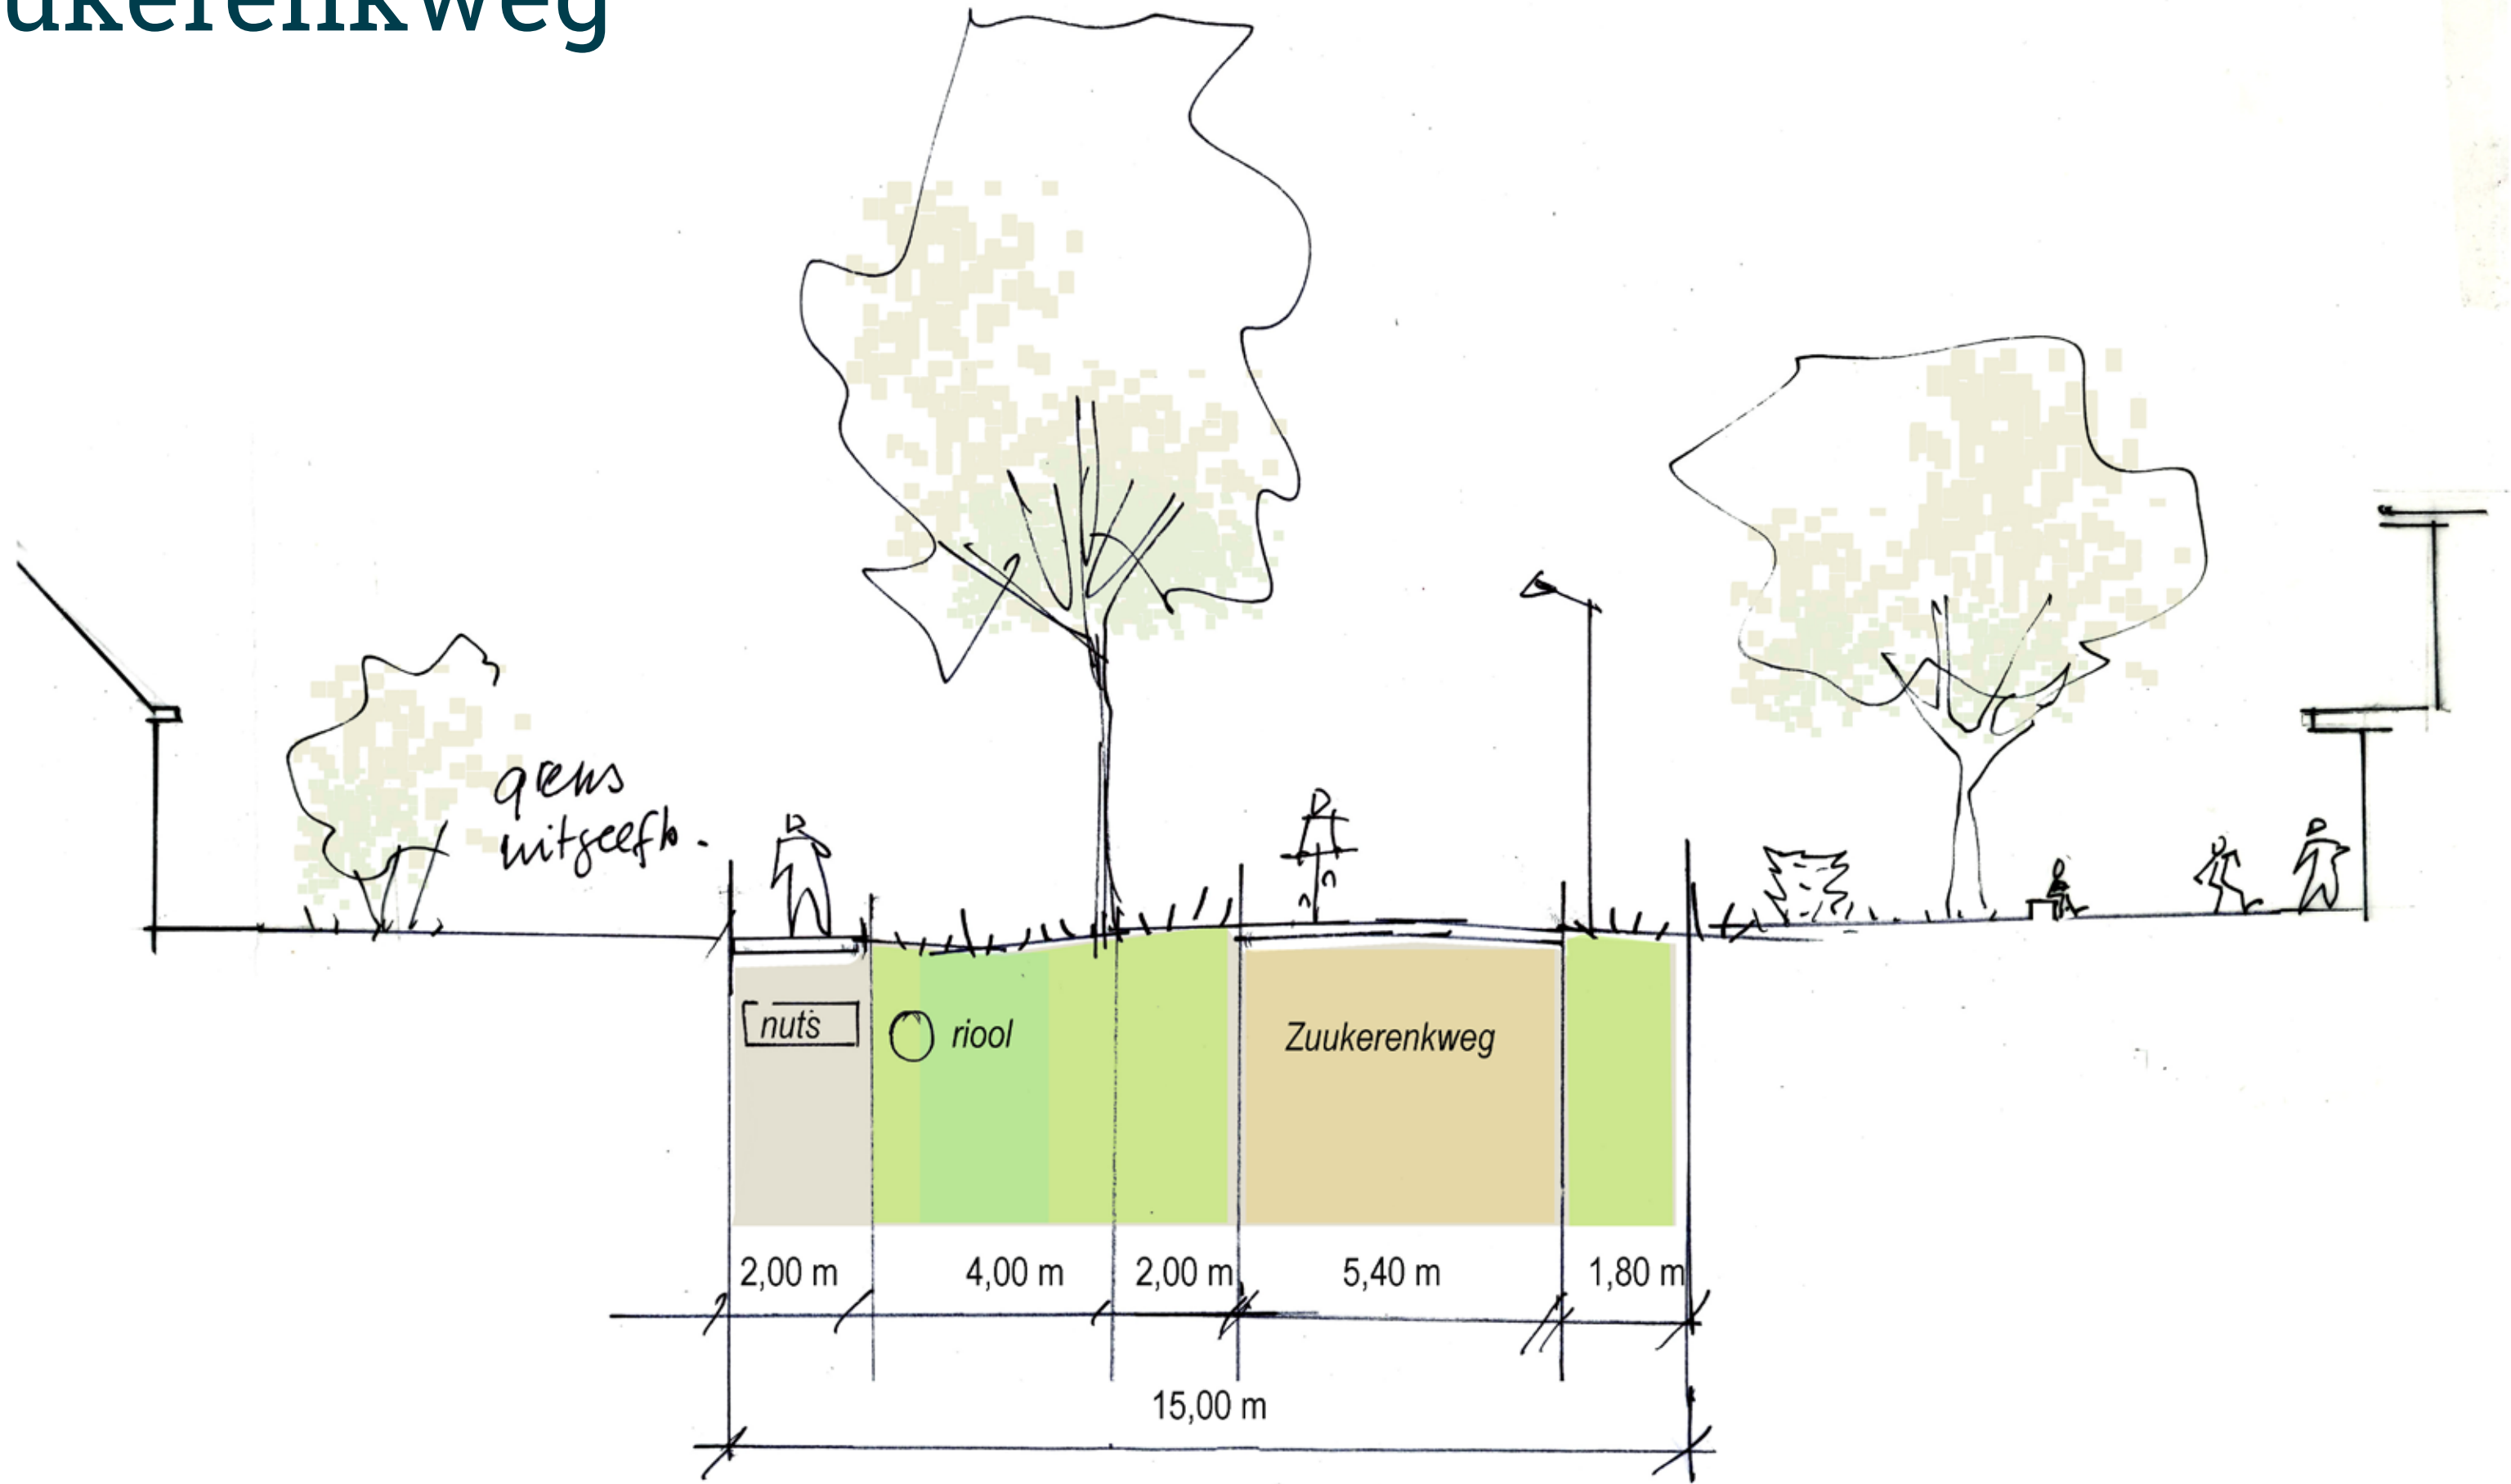 ukerenkweg
grens
uitgeefb.
nuts
riool
Zuukerenkweg
2,00 m
4,00 m
2,00 m
5,40 m
1,80 m
15,00 m